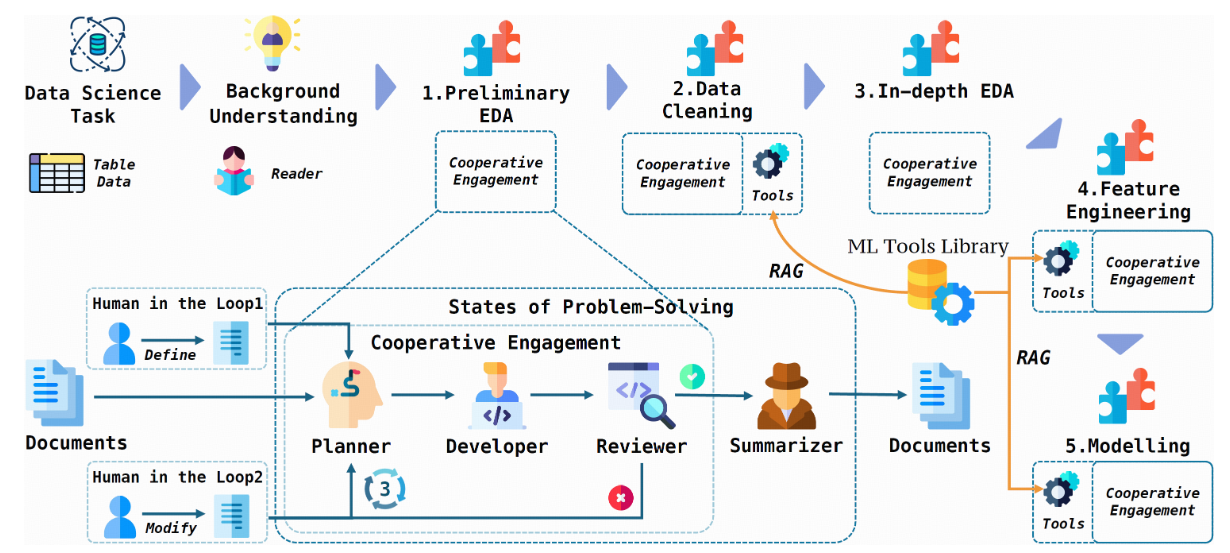 Data Science
Task
Background
Understanding
1.Preliminary
EDA
2.Data
Cleaning
3.In-depth EDA
Table
Data
Reader
Cooperative
Engagement
Cooperative
Engagement
Tools
Cooperative
Engagement
4.Feature
Engineering
Tools
Cooperative
Engagement
ML Tools Library
RAG
RAG
Human in the Loop1
Define
States of Problem-Solving
Cooperative Engagement
Documents
Planner
Developer
</>
Reviewer
</>
Summarizer
Documents
5.Modelling
Human in the Loop2
Modify
3
Tools
Cooperative
Engagement